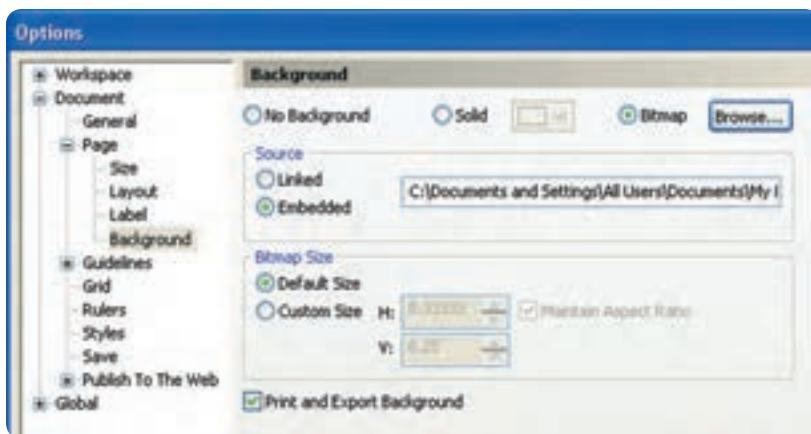 Options
Workspace
Document
General
Page
Size
Layout
Label
Background
Guidelines
Grid
Rulers
Styles
Save
Publish To The Web
Global
Background
No Background Solid Bitmap Browse...
Source
Linked
Embedded
C:\Documents and Settings\All Users\Documents\My
Bitmap Size
Default Size
Custom Size H: Maintain Aspect Ratio
V:
Print and Export Background